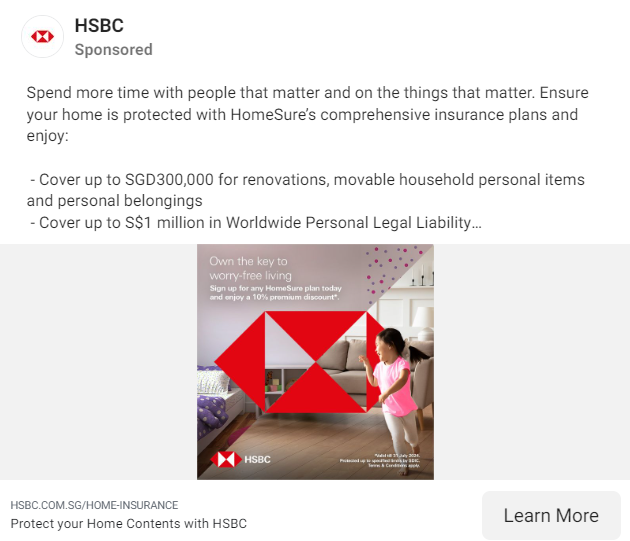 HSBC
Sponsored
Spend more time with people that matter and on the things that matter. Ensure
your home is protected with HomeSure's comprehensive insurance plans and
enjoy:
- Cover up to SGD300,000 for renovations, movable household personal items
and personal belongings
- Cover up to S$1 million in Worldwide Personal Legal Liability...
Own the key to
worry-free living
Sign up for any HomeSure plan today
and enjoy a 10% premium discount*.
HSBC
*Valid till 31 July 2024.
Protected up to specified limits by SDIC.
Terms & Conditions apply.
HSBC.COM.SG/HOME-INSURANCE
Protect your Home Contents with HSBC
Learn More